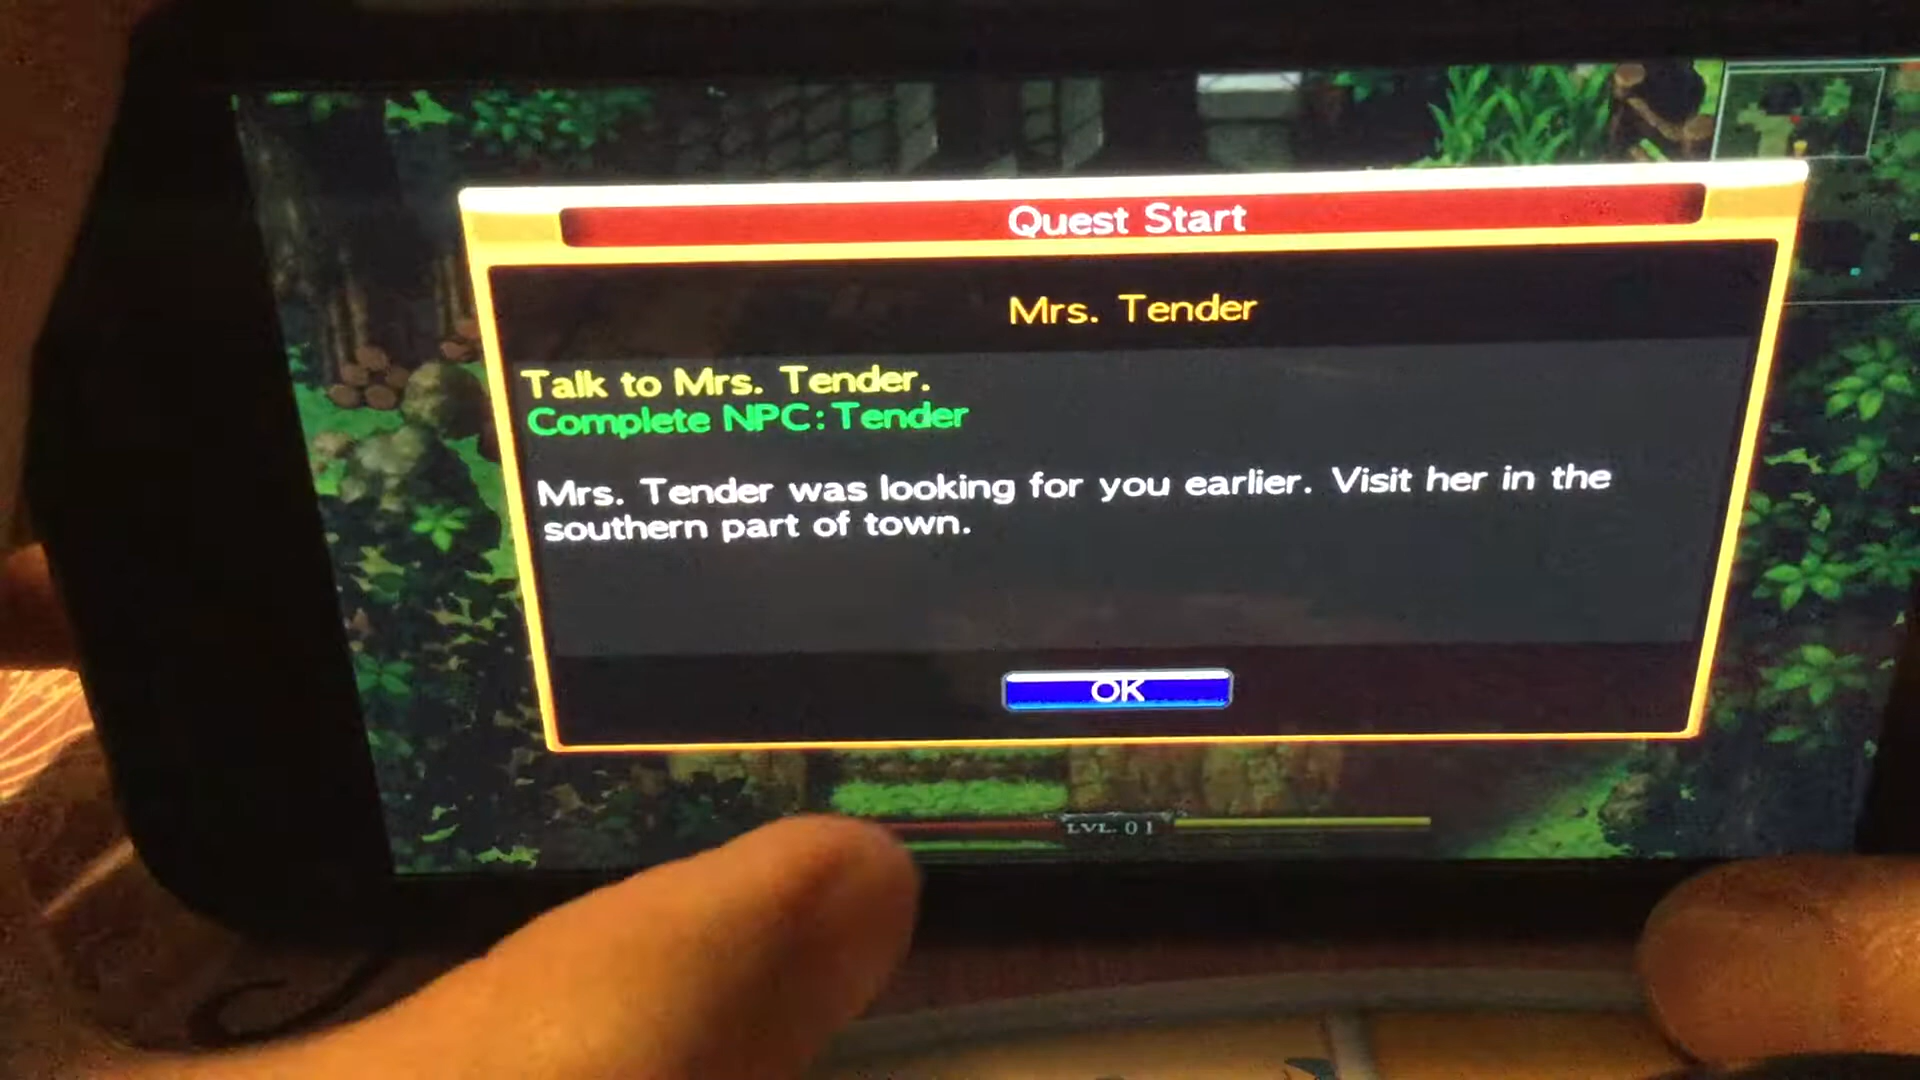 Quest Start
Mrs. Tender
Talk to Mrs. Tender.
Complete NPC:Tender
Mrs. Tender was looking for you earlier. Visit her in the
southern part of town.
OK
LVL. 01